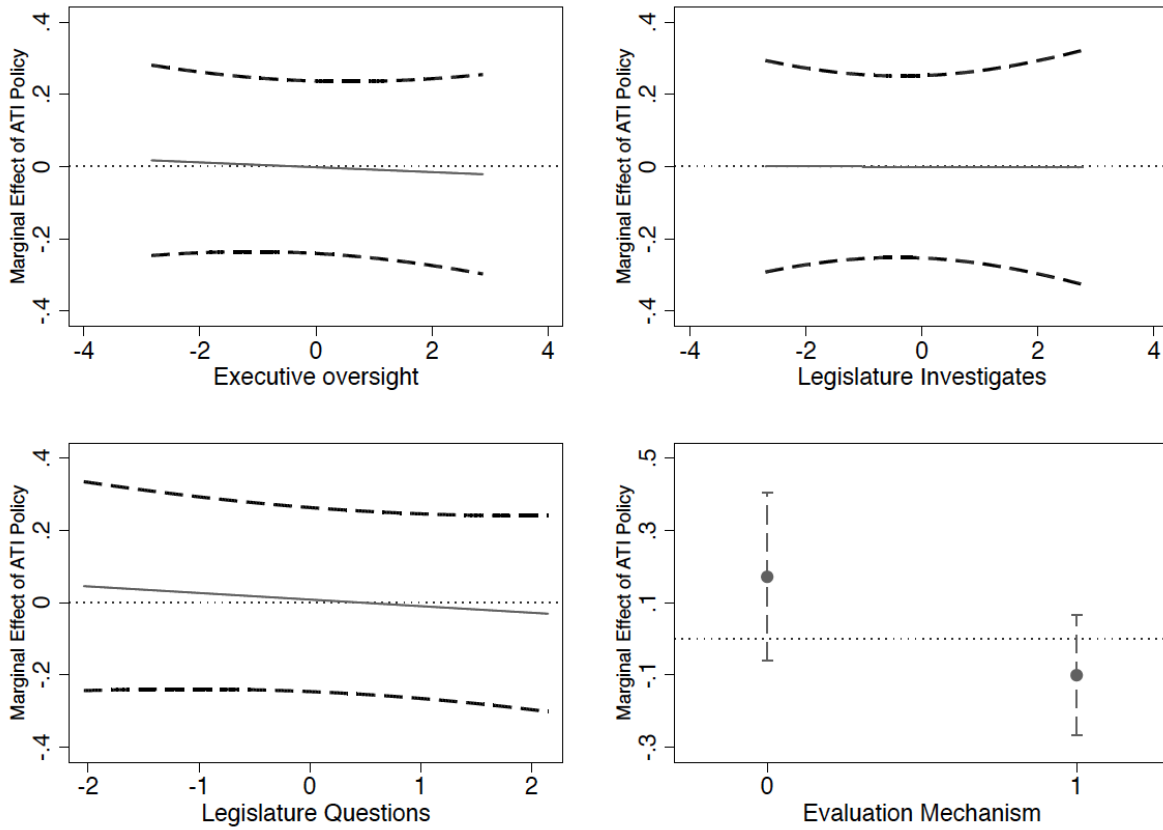 Marginal Effect of ATI Policy
.4
.2
0
-.2
-.4
-4 -2 0 2 4
Executive oversight
Marginal Effect of ATI Policy
.4
.2
0
-.2
-.4
-4 -2 0 2 4
Legislature Investigates
Marginal Effect of ATI Policy
.4
.2
0
-.2
-.4
-2 -1 0 1 2
Legislature Questions
Marginal Effect of ATI Policy
.5
.3
.1
-.1
-.3
0 1
Evaluation Mechanism